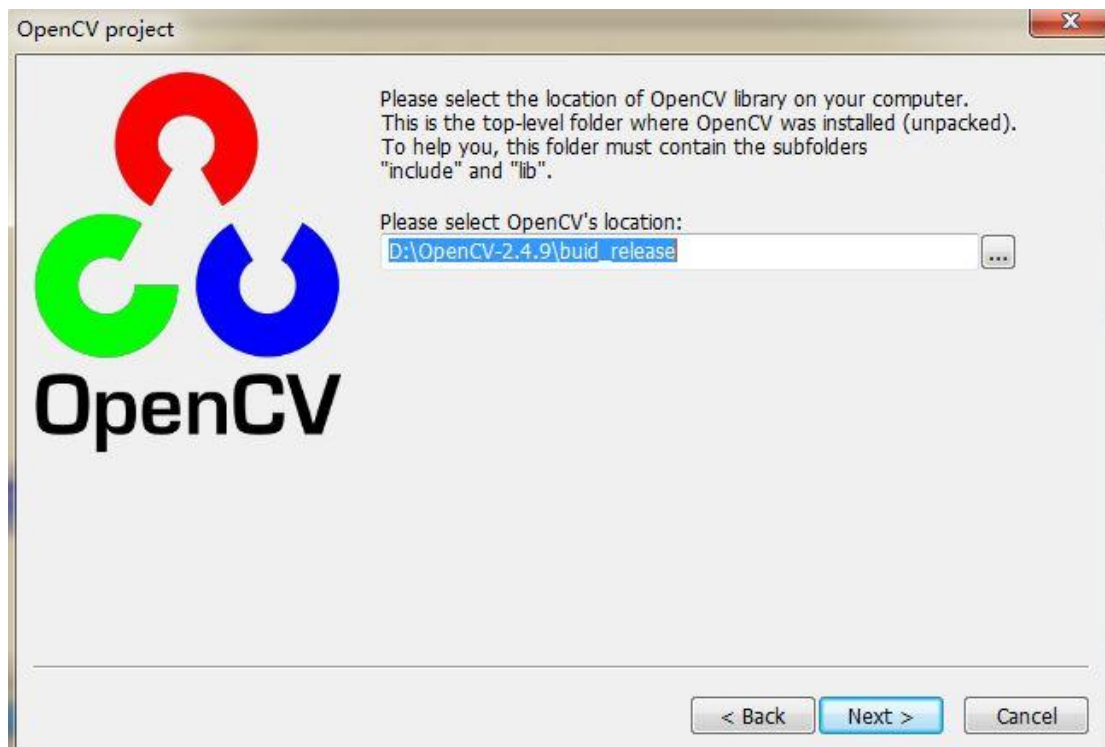 OpenCV project
Please select the location of OpenCV library on your computer.
This is the top-level folder where OpenCV was installed (unpacked).
To help you, this folder must contain the subfolders
"include" and "lib".
Please select OpenCV's location:
D:\OpenCV-2.4.9\buid_release
...
OpenCV
< Back Next > Cancel